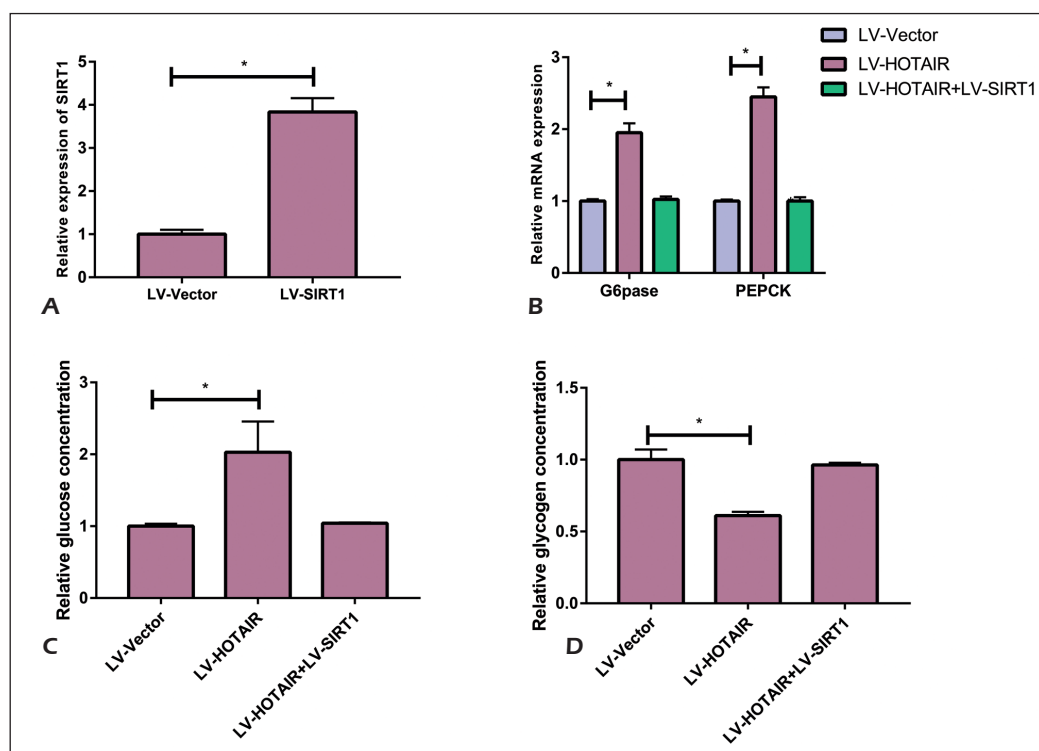 Relative expression of SIRT1
5
4
3
2
1
0
*
LV-Vector
LV-SIRT1
A
Relative mRNA expression
3
2
1
0
*
*
G6pase
PEPCK
B
LV-Vector
LV-HOTAIR
LV-HOTAIR+LV-SIRT1
Relative glucose concentration
3
2
1
0
*
LV-Vector
LV-HOTAIR
LV-HOTAIR+LV-SIRT1
C
Relative glycogen concentration
1.5
1.0
0.5
0.0
*
LV-Vector
LV-HOTAIR
LV-HOTAIR+LV-SIRT1
D